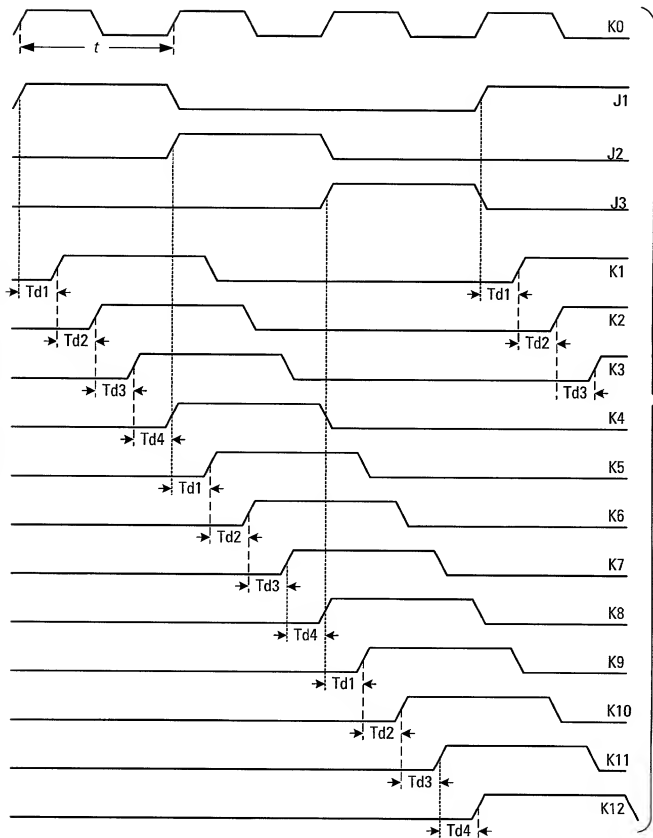 K0
t
J1
J2
J3
K1
Td1 Td1
K2
Td2 Td2
K3
Td3 Td3
K4
Td4
K5
Td1
K6
Td2
K7
Td3
K8
Td4
K9
Td1
K10
Td2
K11
Td3
K12
Td4